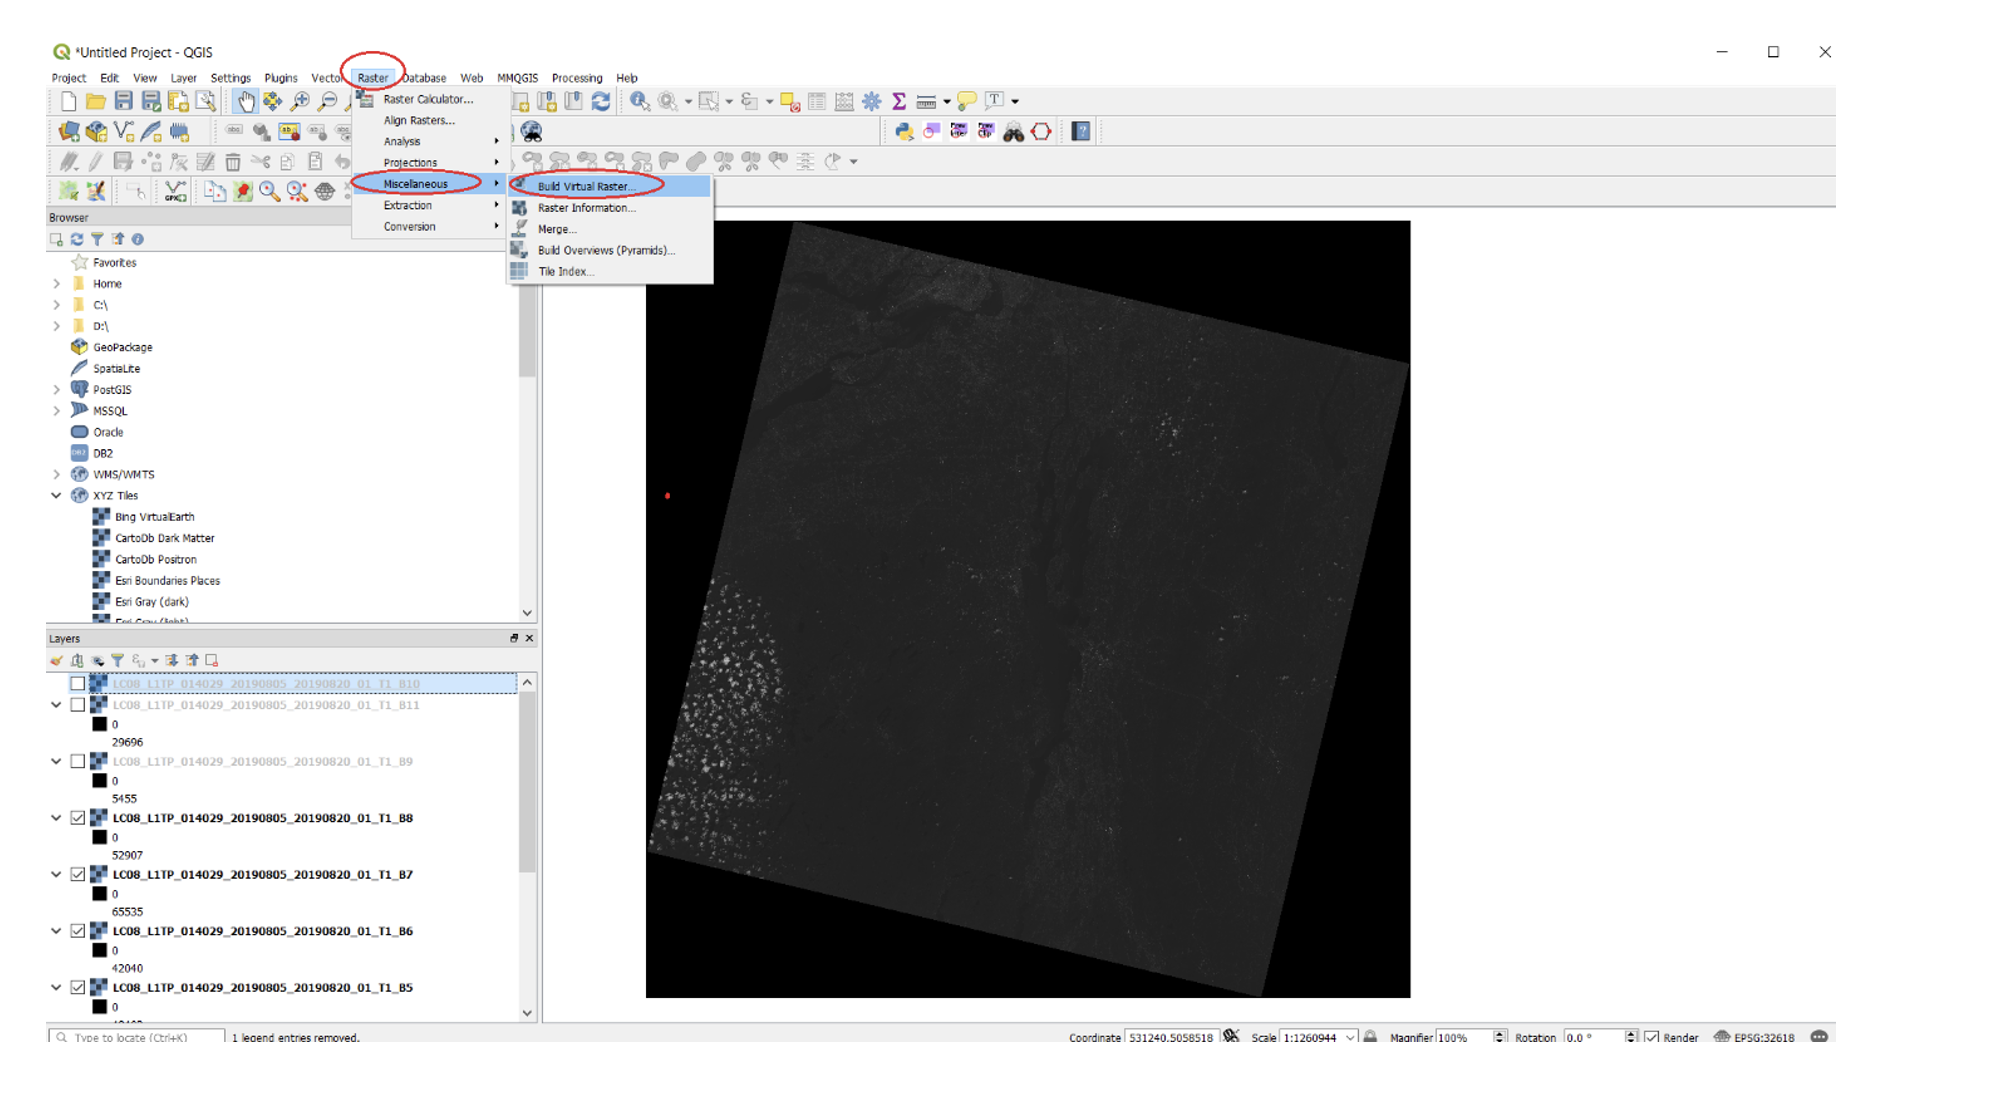 *Untitled Project - QGIS
Project Edit View Layer Settings Plugins Vector Raster Database Web MMQGIS Processing Help
Raster Calculator...
Align Rasters...
Analysis
Projections
Miscellaneous
Extraction
Conversion
Build Virtual Raster...
Raster Information...
Merge...
Build Overviews (Pyramids)...
Tile Index...
Browser
Favorites
Home
C:\
D:\
GeoPackage
SpatiaLite
PostGIS
MSSQL
Oracle
DB2
WMS/WMTS
XYZ Tiles
Bing VirtualEarth
CartoDb Dark Matter
CartoDb Positron
Esri Boundaries Places
Esri Gray (dark)
Esri Gray (light)
Layers
LC08_L1TP_014029_20190805_20190820_01_T1_B10
LC08_L1TP_014029_20190805_20190820_01_T1_B11
0
29696
LC08_L1TP_014029_20190805_20190820_01_T1_B9
0
5455
LC08_L1TP_014029_20190805_20190820_01_T1_B8
0
52907
LC08_L1TP_014029_20190805_20190820_01_T1_B7
0
65535
LC08_L1TP_014029_20190805_20190820_01_T1_B6
0
42040
LC08_L1TP_014029_20190805_20190820_01_T1_B5
0
Type to locate (Ctrl+K) 1 legend entries removed. Coordinate 531240.5058518 Scale 1:1260944 Magnifier 100% Rotation 0.0 ° Render EPSG:32618